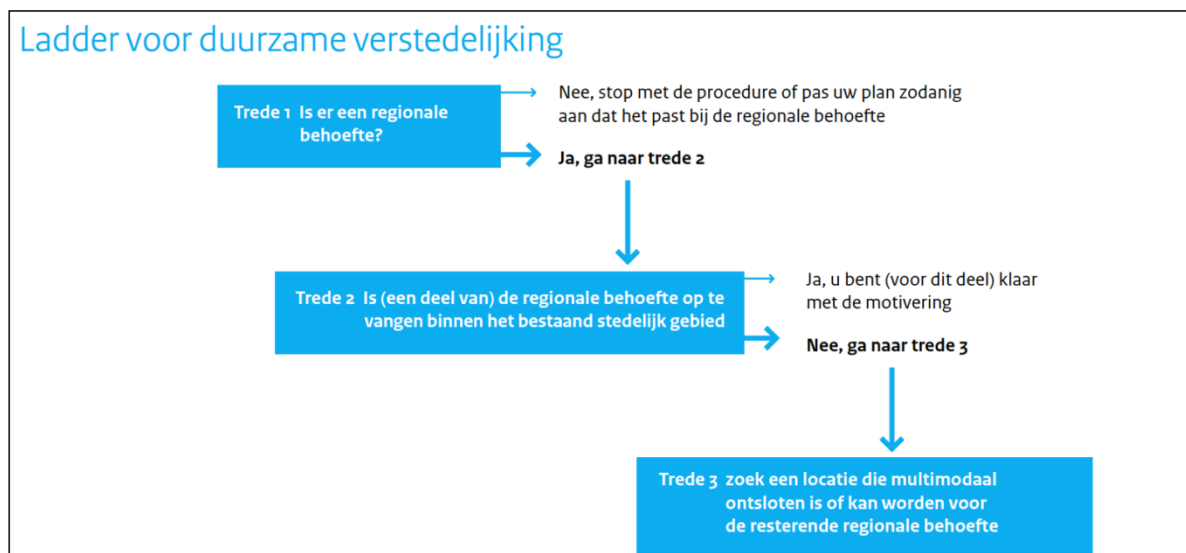 Ladder voor duurzame verstedelijking
Trede 1 Is er een regionale
behoefte?
Nee, stop met de procedure of pas uw plan zodanig
aan dat het past bij de regionale behoefte
Ja, ga naar trede 2
Trede 2 Is (een deel van) de regionale behoefte op te
vangen binnen het bestaand stedelijk gebied
Ja, u bent (voor dit deel) klaar
met de motivering
Nee, ga naar trede 3
Trede 3 zoek een locatie die multimodaal
ontsloten is of kan worden voor
de resterende regionale behoefte